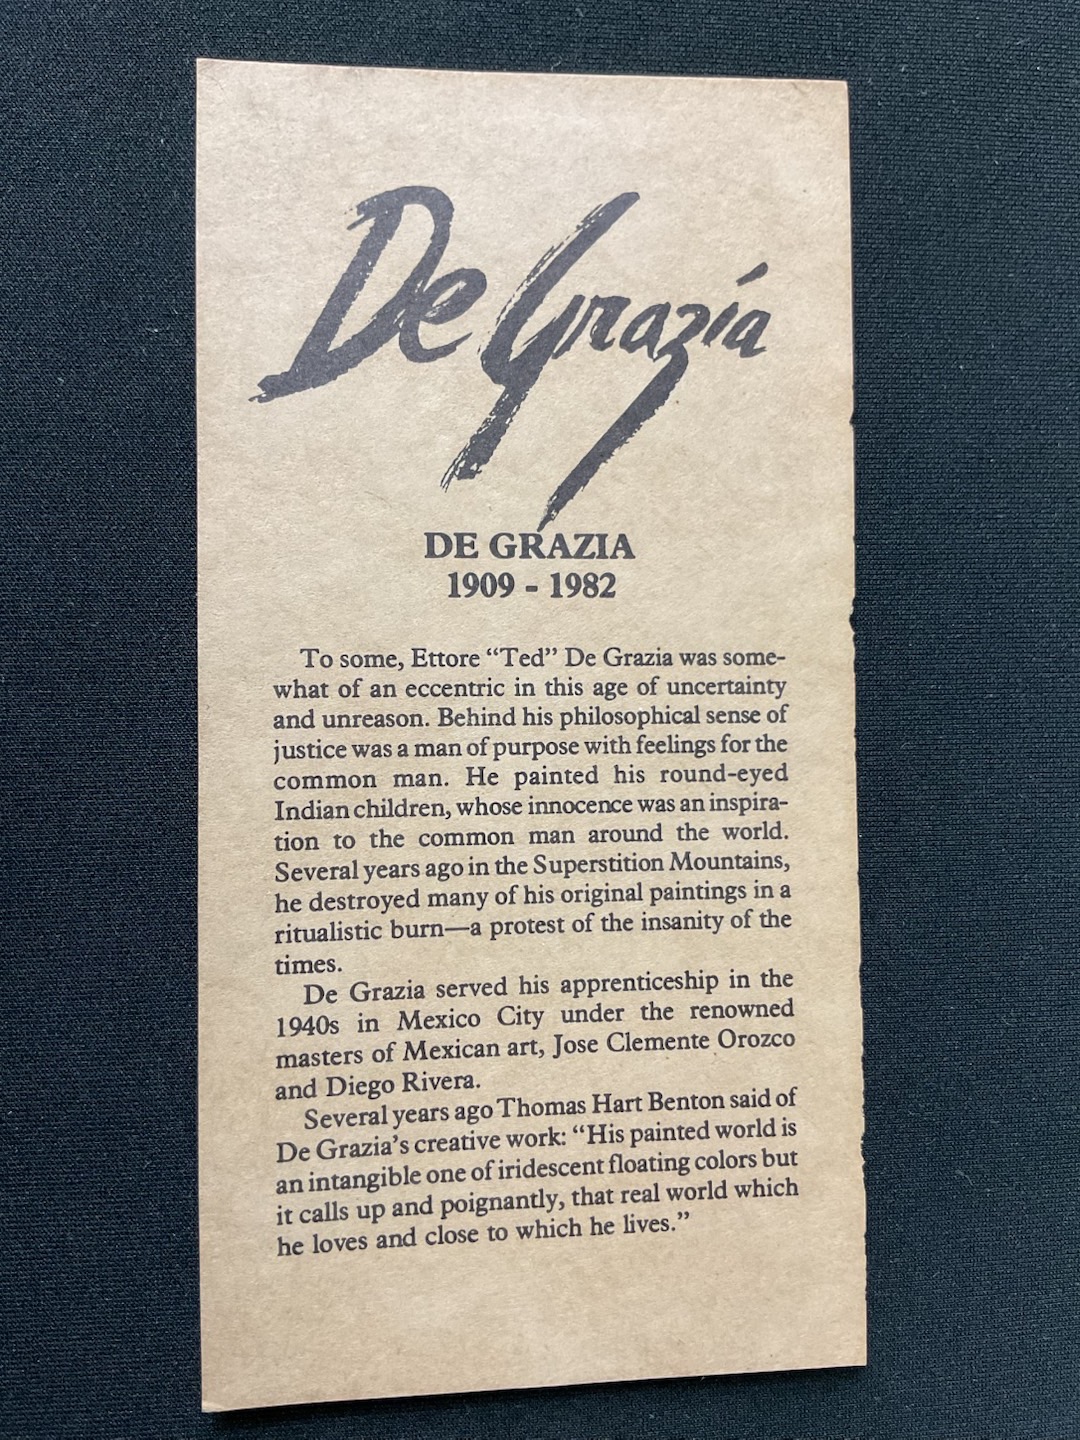 De Grazia
DE GRAZIA
1909 - 1982
To some, Ettore “Ted” De Grazia was some-
what of an eccentric in this age of uncertainty
and unreason. Behind his philosophical sense of
justice was a man of purpose with feelings for the
common man. He painted his round-eyed
Indian children, whose innocence was an inspira-
tion to the common man around the world.
Several years ago in the Superstition Mountains,
he destroyed many of his original paintings in a
ritualistic burn—a protest of the insanity of the
times.
De Grazia served his apprenticeship in the
1940s in Mexico City under the renowned
masters of Mexican art, Jose Clemente Orozco
and Diego Rivera.
Several years ago Thomas Hart Benton said of
De Grazia’s creative work: “His painted world is
an intangible one of iridescent floating colors but
it calls up and poignantly, that real world which
he loves and close to which he lives.”